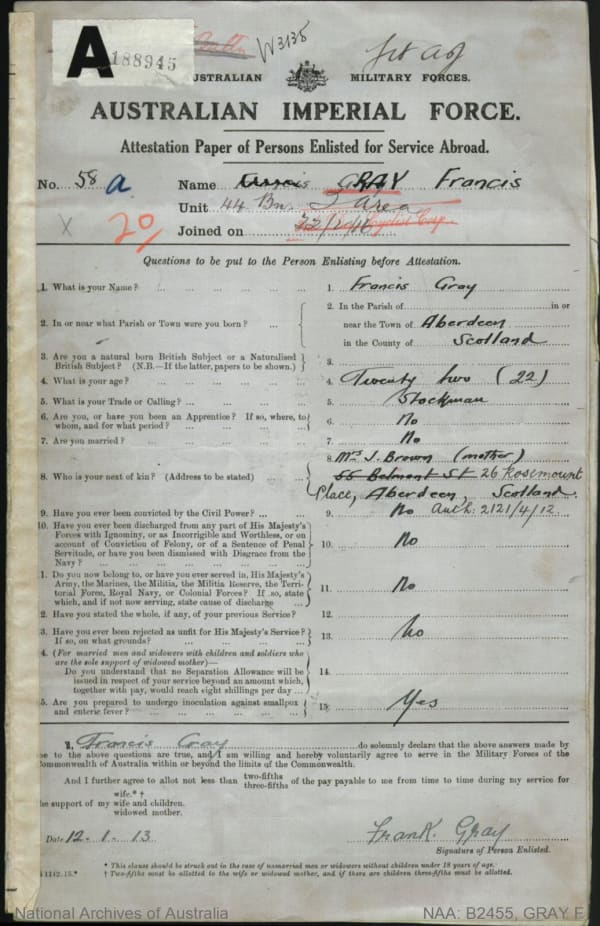 A 188945 W3135
AUSTRALIAN MILITARY FORCES.
AUSTRALIAN IMPERIAL FORCE.
Attestation Paper of Persons Enlisted for Service Abroad.
No. 58 a Name GRAY Francis
Unit 44 Bn.
X 20 Joined on
Questions to be put to the Person Enlisting before Attestation.
1. What is your Name? ... 1. Francis Gray
2. In or near what Parish or Town were you born? ... 2. In the Parish of in or
near the Town of Aberdeen
in the County of Scotland
3. Are you a natural born British Subject or a Naturalised
British Subject? (N.B.—If the latter, papers to be shown.) 3.
4. What is your age? ... 4. Twenty two (22)
5. What is your Trade or Calling? ... 5. Stockman
6. Are you, or have you been an Apprentice? If so, where, to
whom, and for what period? ... 6. No
7. Are you married? ... 7. No
8. Who is your next of kin? (Address to be stated) ... 8. Mrs J. Brown (mother)
55 Belmont St 26 Rosemount
Place, Aberdeen, Scotland.
9. Have you ever been convicted by the Civil Power? ... 9. No Auth: 2121/4/12.
10. Have you ever been discharged from any part of His Majesty's
Forces with Ignominy, or as Incorrigible and Worthless, or on
account of Conviction of Felony, or of a Sentence of Penal
Servitude, or have you been dismissed with Disgrace from the
Navy? ... 10. No
1. Do you now belong to, or have you ever served in, His Majesty's
Army, the Marines, the Militia, the Militia Reserve, the Terri-
torial Force, Royal Navy, or Colonial Forces? If so, state
which, and if not now serving, state cause of discharge 11. No
2. Have you stated the whole, if any, of your previous Service? 12.
3. Have you ever been rejected as unfit for His Majesty's Service?
If so, on what grounds? ... 13. No
4. (For married men and widowers with children and soldiers who
are the sole support of widowed mother)—
Do you understand that no Separation Allowance will be
issued in respect of your service beyond an amount which,
together with pay, would reach eight shillings per day ... 14.
5. Are you prepared to undergo inoculation against smallpox
and enteric fever? ... 15. Yes
I, Francis Gray do solemnly declare that the above answers made by
me to the above questions are true, and I am willing and hereby voluntarily agree to serve in the Military Forces of the
Commonwealth of Australia within or beyond the limits of the Commonwealth.
And I further agree to allot not less than two-fifths three-fifths of the pay payable to me from time to time during my service for
wife.*†
the support of my wife and children.
widowed mother.
Date 12.1.13 Frank. Gray
Signature of Person Enlisted.
* This clause should be struck out in the case of unmarried men or widowers without children under 18 years of age.
† Two-fifths must be allotted to the wife or widowed mother, and if there are children three-fifths must be allotted.
National Archives of Australia NAA: B2455, GRAY F